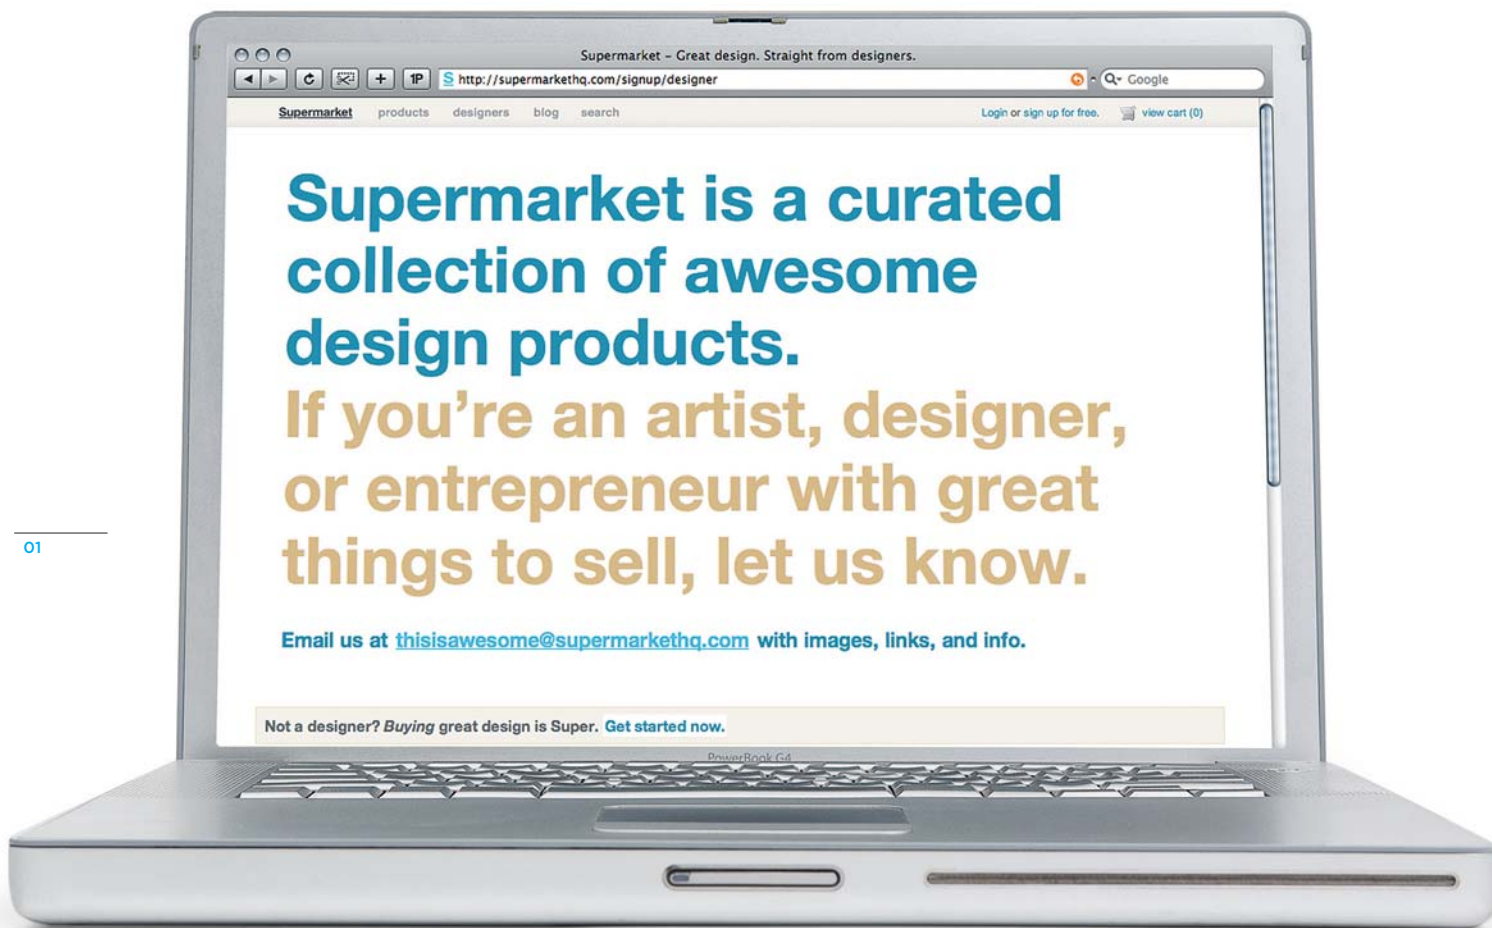 Supermarket – Great design. Straight from designers.
1P
S http://supermarkethq.com/signup/designer
Google
Supermarket products designers blog search
Login or sign up for free. view cart (0)
Supermarket is a curated
collection of awesome
design products.
If you're an artist, designer,
or entrepreneur with great
things to sell, let us know.
01
Email us at thisisawesome@supermarkethq.com with images, links, and info.
Not a designer? Buying great design is Super. Get started now.
PowerBook G4